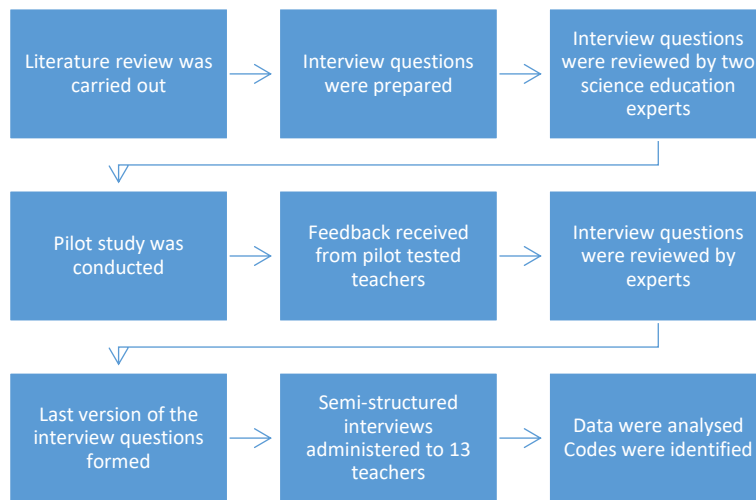 Literature review was
carried out
Interview questions
were prepared
Interview questions
were reviewed by two
science education
experts
Pilot study was
conducted
Feedback received
from pilot tested
teachers
Interview questions
were reviewed by
experts
Last version of the
interview questions
formed
Semi-structured
interviews
administered to 13
teachers
Data were analysed
Codes were identified